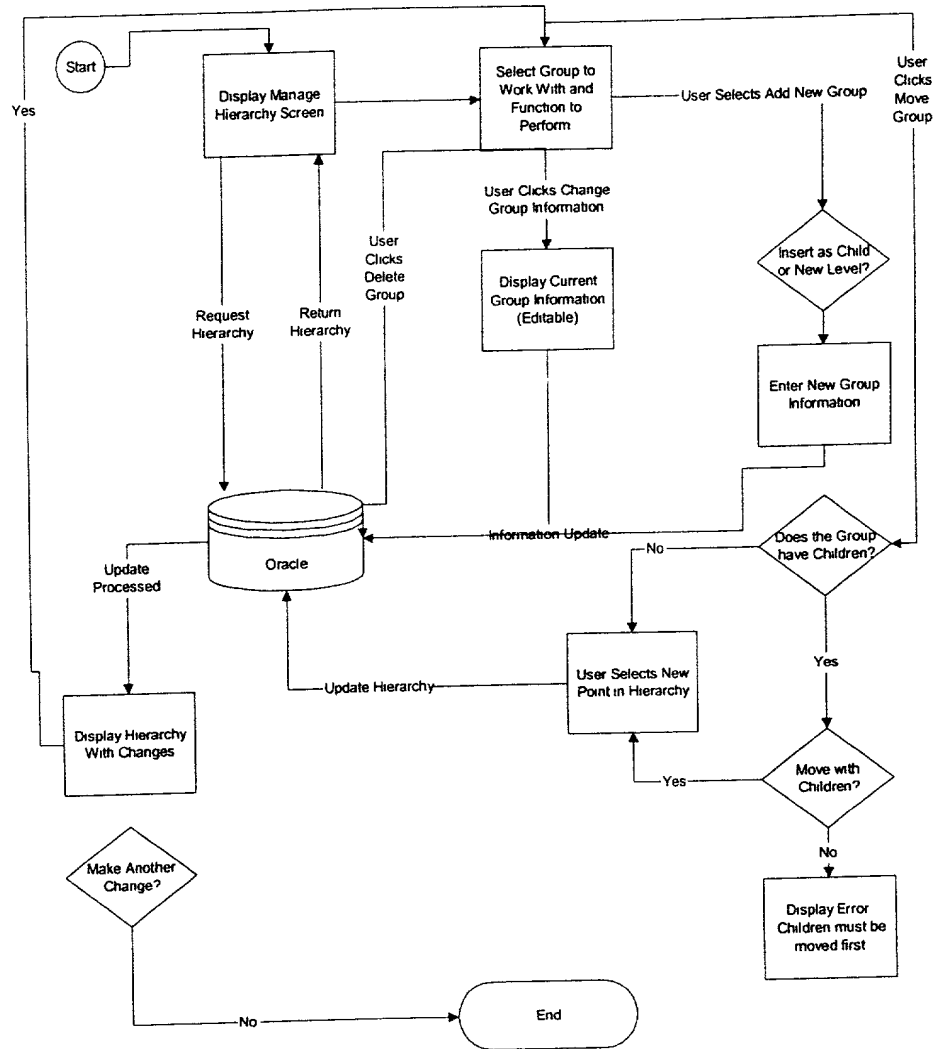 Start
Yes
Display Manage
Hierarchy Screen
Select Group to
Work With and
Function to
Perform
User Selects Add New Group
User
Clicks
Move
Group
User Clicks Change
Group Information
User
Clicks
Delete
Group
Insert as Child
or New Level?
Display Current
Group Information
(Editable)
Request
Hierarchy
Return
Hierarchy
Enter New Group
Information
Information Update
Does the Group
have Children?
No
Oracle
Update
Processed
Yes
User Selects New
Point in Hierarchy
Update Hierarchy
Display Hierarchy
With Changes
Move with
Children?
Yes
No
Make Another
Change?
Display Error
Children must be
moved first
No
End